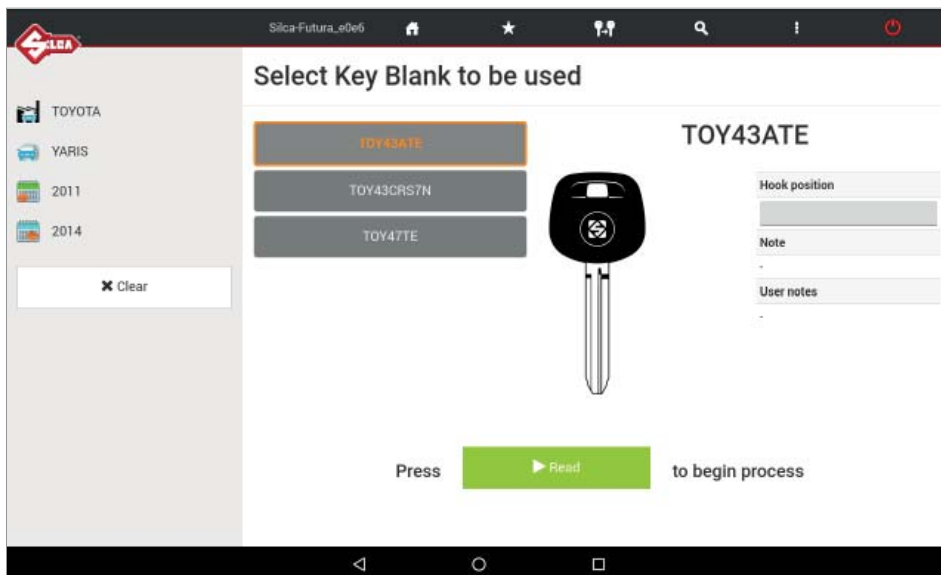 Silca-Futura_e0e6
SILCA
Select Key Blank to be used
TOYOTA
YARIS
2011
2014
Clear
TOY43ATE
TOY43CRS7N
TOY47TE
TOY43ATE
Hook position
Note
-
User notes
-
Press
Read
to begin process